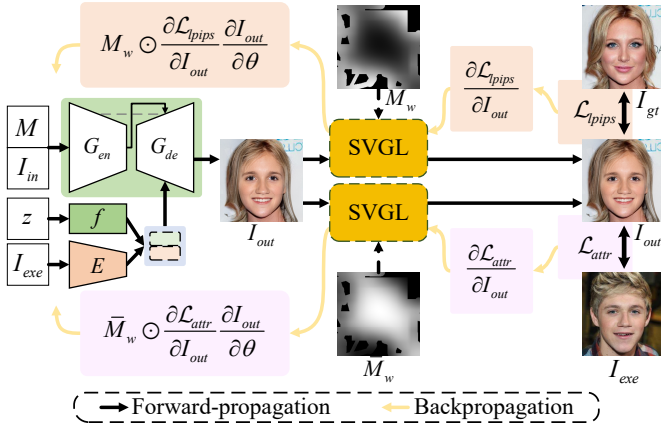 M_w ⊙ ∂ℒ_lpips/∂I_out ∂I_out/∂θ
M_w
∂ℒ_lpips/∂I_out
ℒ_lpips
I_gt
M
I_in
G_en
G_de
SVGL
z
f
I_exe
E
I_out
SVGL
I_out
ℒ_attr
∂ℒ_attr/∂I_out
M̄_w ⊙ ∂ℒ_attr/∂I_out ∂I_out/∂θ
M_w
I_exe
Forward-propagation
Backpropagation